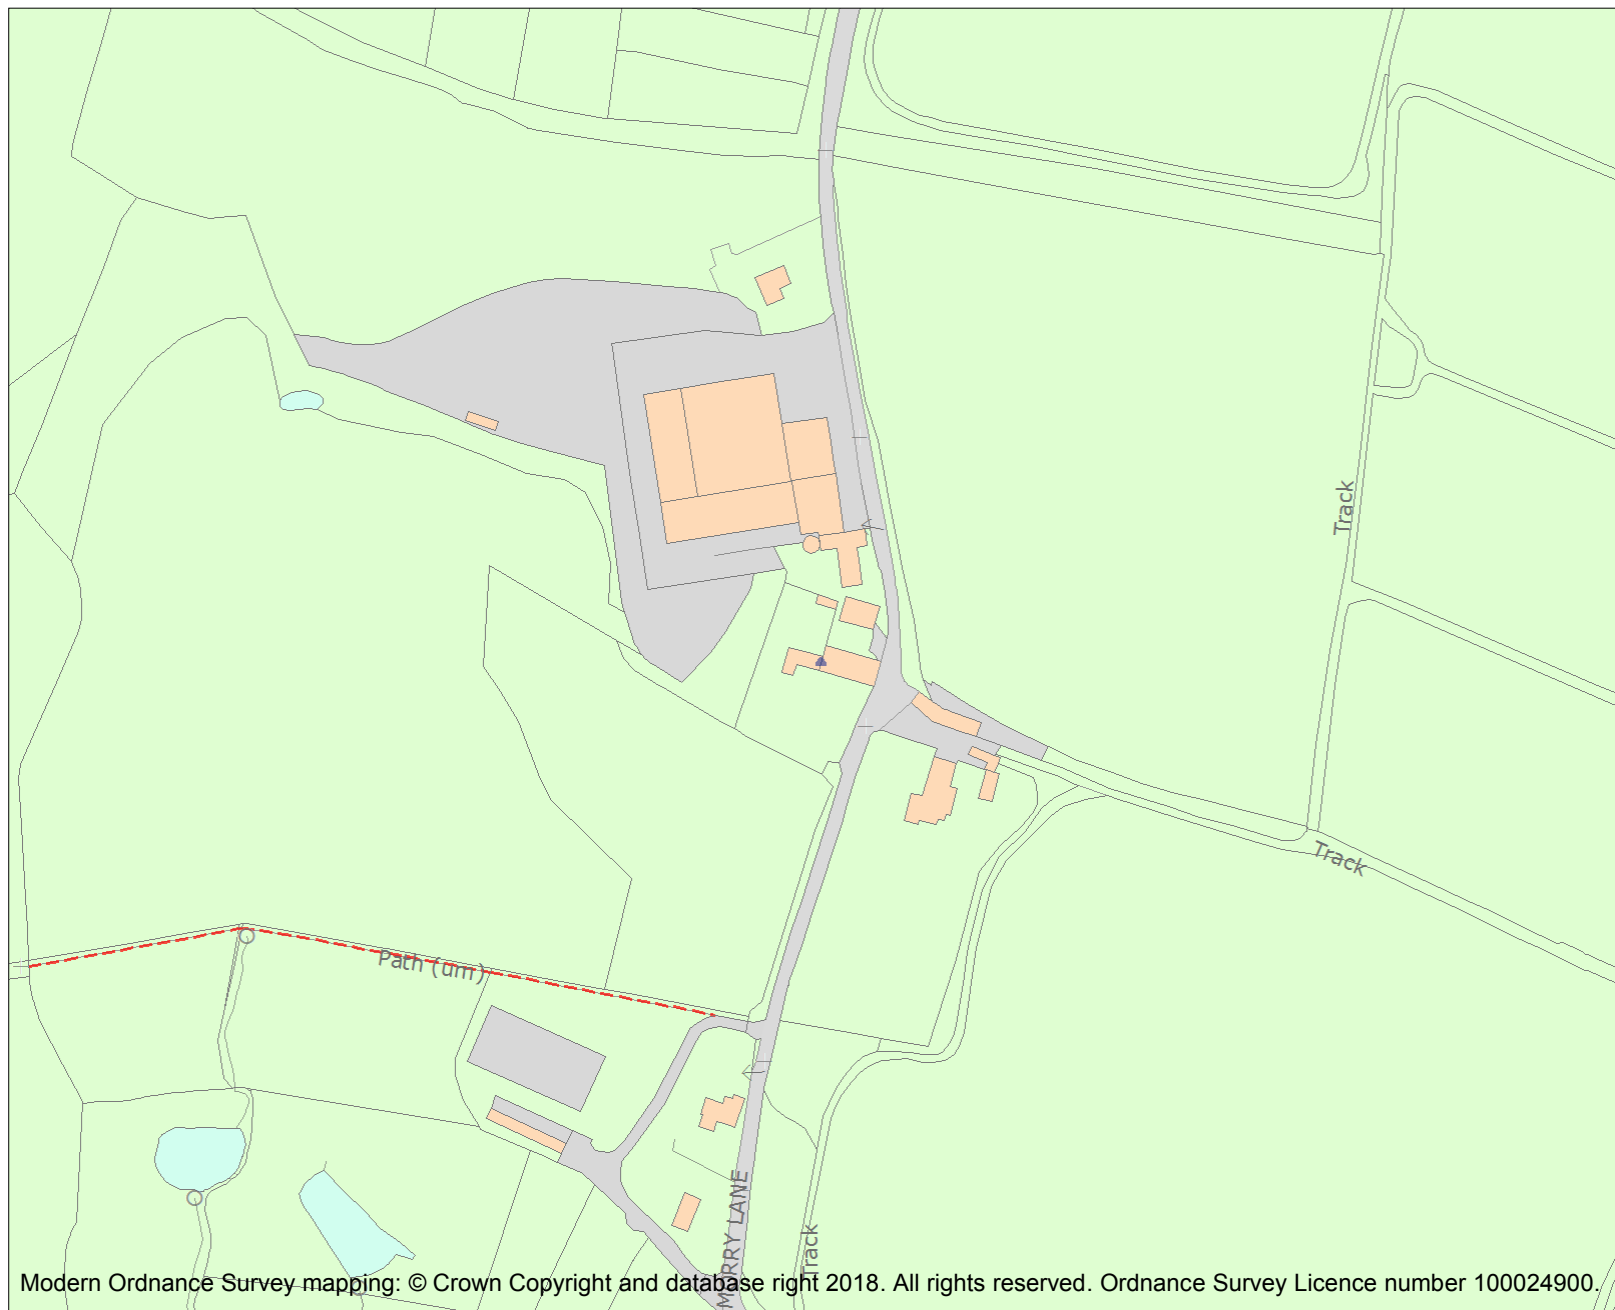 Track
Track
Path (um)
MORRY LANE
Track
Modern Ordnance Survey mapping: © Crown Copyright and database right 2018. All rights reserved. Ordnance Survey Licence number 100024900.